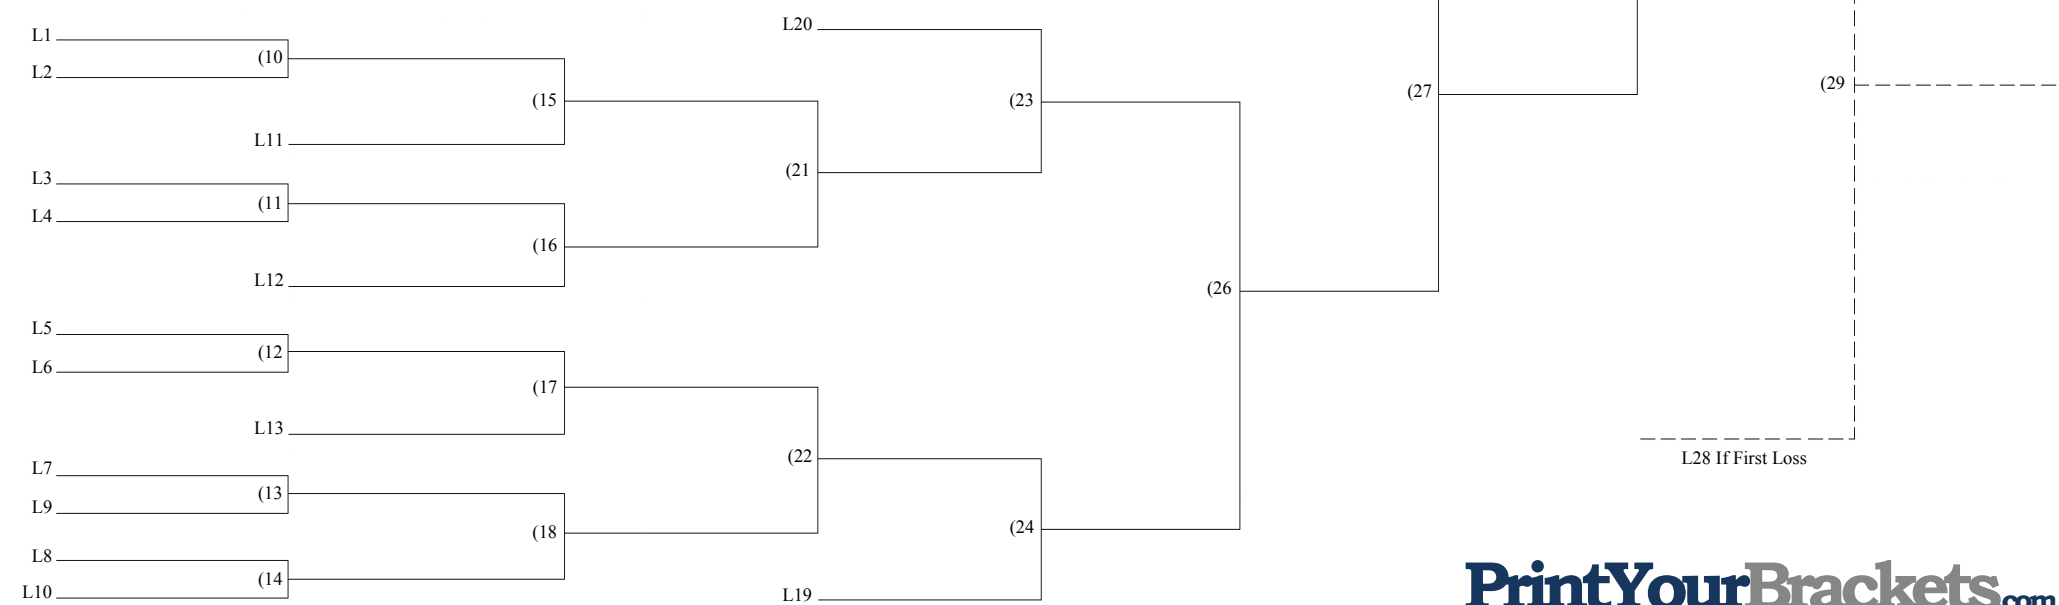 L1
(10
L2
(15
L11
L3
(11
L4
(16
L12
L5
(12
L6
(17
L13
L7
(13
L9
(18
L8
(14
L10
L20
(23
(21
(22
(24
L19
(26
(27
(29
L28 If First Loss
PrintYourBrackets.com